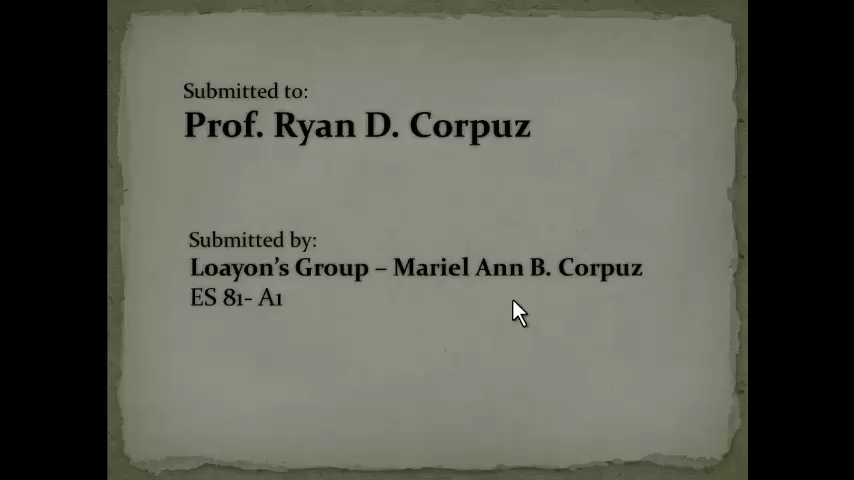 Submitted to:
Prof. Ryan D. Corpuz
Submitted by:
Loayon's Group – Mariel Ann B. Corpuz
ES 81- A1